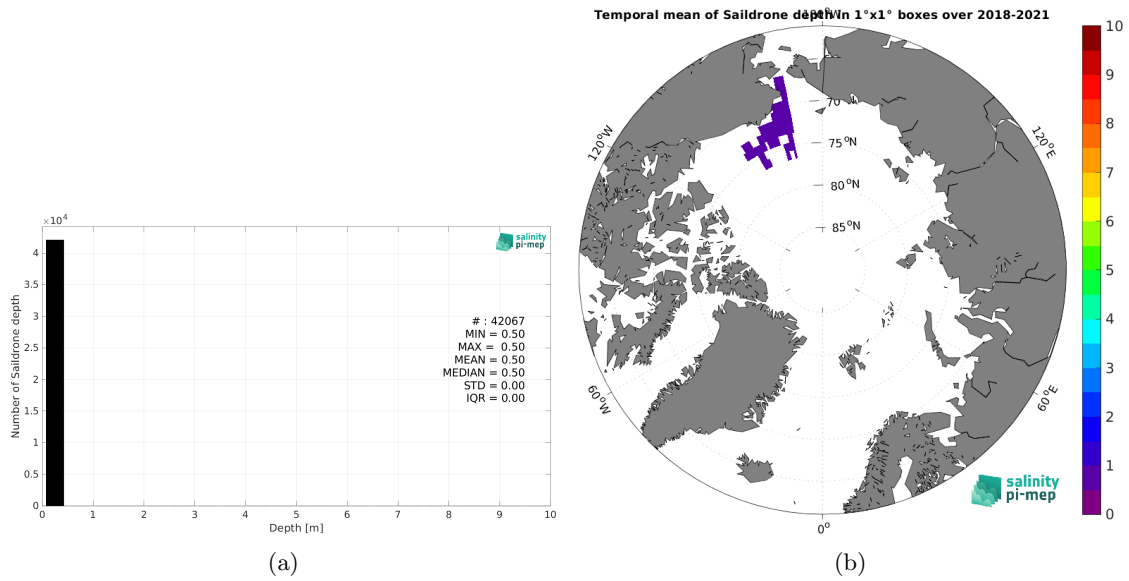 Temporal mean of Saildrone depth in 1°x1° boxes over 2018-2021
180°W
120°W
120°E
70°N
75°N
80°N
85°N
60°W
60°E
0°
10
9
8
7
6
5
4
3
2
1
0
salinity
pi-mep
×10⁴
4
3.5
3
2.5
2
1.5
1
0.5
0
Number of Saildrone depth
salinity
pi-mep
# : 42067
MIN = 0.50
MAX = 0.50
MEAN = 0.50
MEDIAN = 0.50
STD = 0.00
IQR = 0.00
0 1 2 3 4 5 6 7 8 9 10
Depth [m]
(a)
(b)